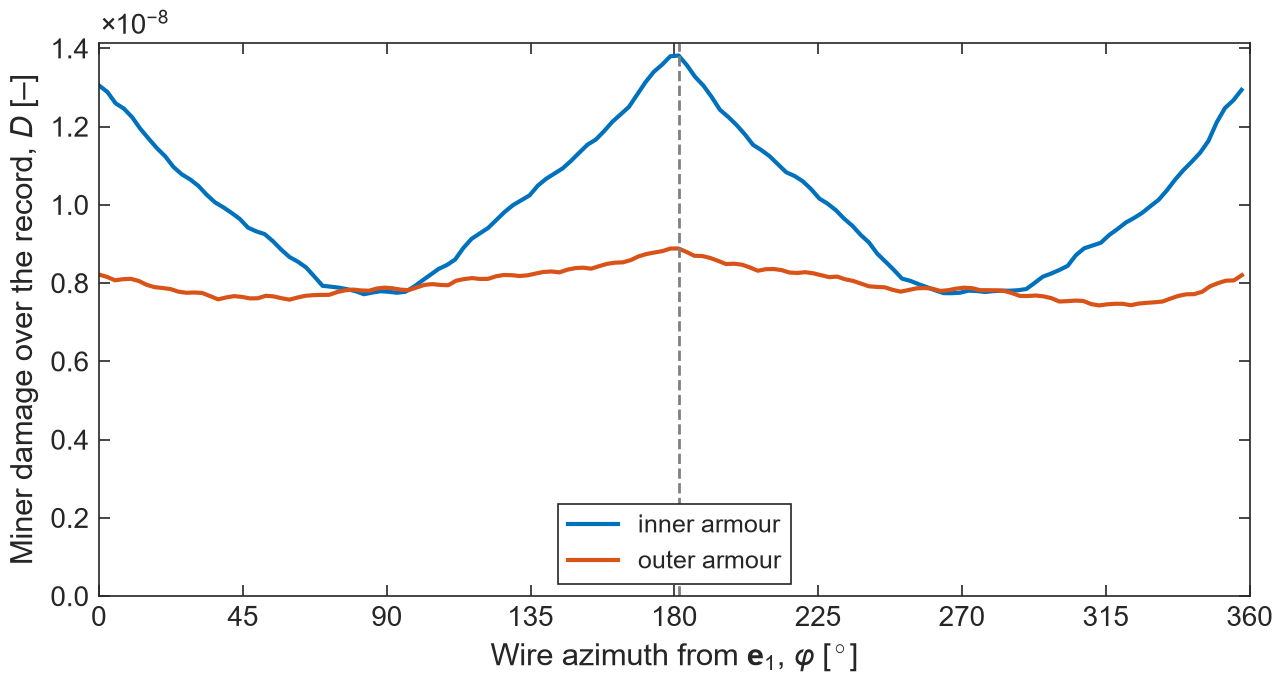 ×10⁻⁸
Miner damage over the record, D [–]
1.4
1.2
1.0
0.8
0.6
0.4
0.2
0.0
inner armour
outer armour
0 45 90 135 180 225 270 315 360
Wire azimuth from e₁, φ [°]